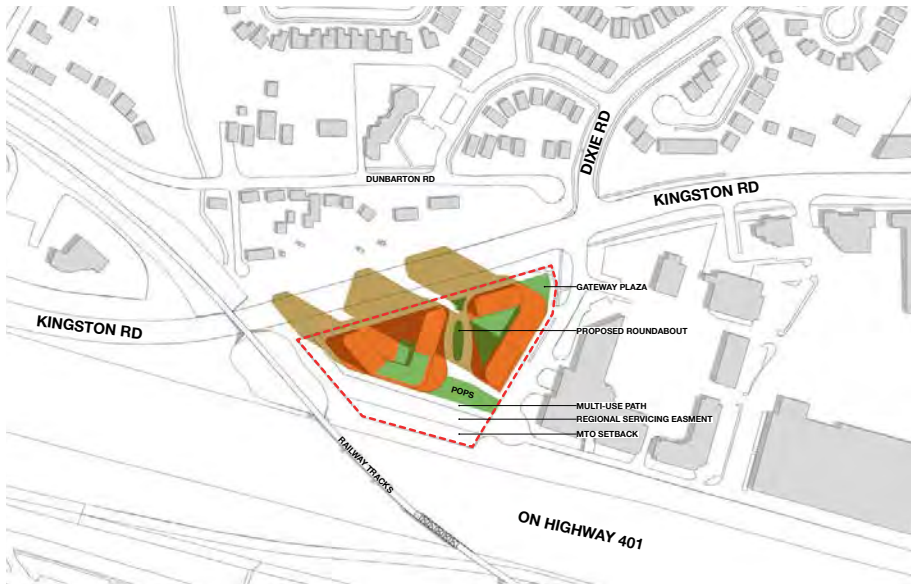 DIXIE RD
DUNBARTON RD
KINGSTON RD
GATEWAY PLAZA
KINGSTON RD
PROPOSED ROUNDABOUT
POPS
MULTI-USE PATH
REGIONAL SERVICING EASMENT
MTO SETBACK
RAILWAY TRACKS
ON HIGHWAY 401